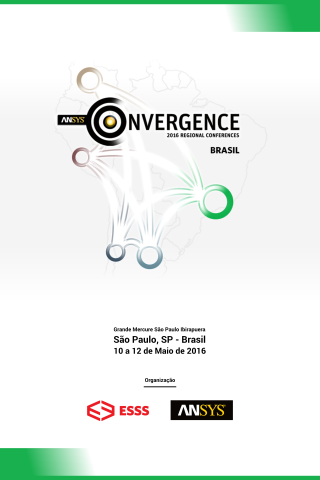 ANSYS CONVERGENCE
2016 REGIONAL CONFERENCES
BRASIL
Grande Mercure São Paulo Ibirapuera
São Paulo, SP - Brasil
10 a 12 de Maio de 2016
Organização
ESSS ANSYS